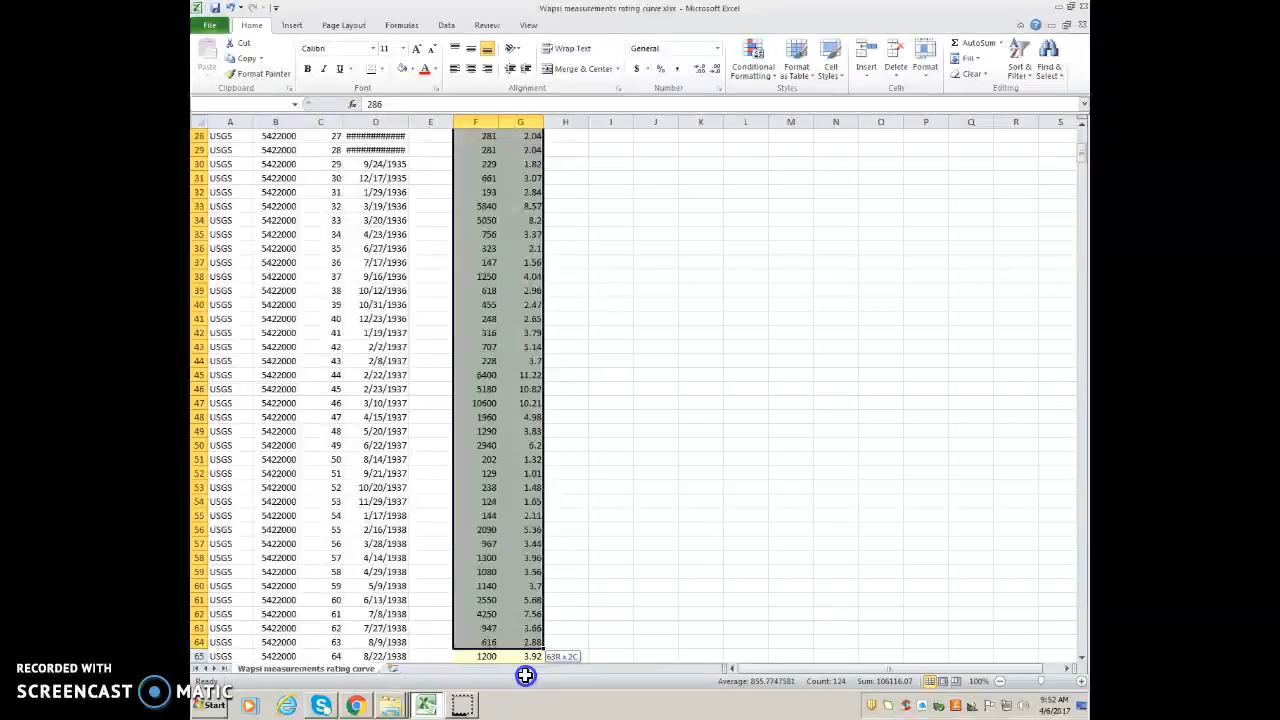 Wapsi measurements rating curve.xlsx - Microsoft Excel
File Home Insert Page Layout Formulas Data Review View
Cut
Copy
Format Painter
Paste
Clipboard
Calibri 11
B I U
Font
Wrap Text
Merge & Center
Alignment
General
$ % ,
Number
Conditional Formatting
Format as Table
Cell Styles
Styles
Insert Delete Format
Cells
AutoSum
Fill
Clear
Sort & Filter
Find & Select
Editing
fx 286
A B C D E F G H I J K L M N O P Q R S
28 USGS 5422000 27 ############ 281 2.04
29 USGS 5422000 28 ############ 281 2.04
30 USGS 5422000 29 9/24/1935 229 1.82
31 USGS 5422000 30 12/17/1935 661 3.07
32 USGS 5422000 31 1/29/1936 193 2.84
33 USGS 5422000 32 3/19/1936 5840 8.57
34 USGS 5422000 33 3/20/1936 5050 8.2
35 USGS 5422000 34 4/23/1936 756 3.37
36 USGS 5422000 35 6/27/1936 323 2.1
37 USGS 5422000 36 7/17/1936 147 1.56
38 USGS 5422000 37 9/16/1936 1250 4.04
39 USGS 5422000 38 10/12/1936 618 2.96
40 USGS 5422000 39 10/31/1936 455 2.47
41 USGS 5422000 40 12/23/1936 248 2.65
42 USGS 5422000 41 1/19/1937 316 3.79
43 USGS 5422000 42 2/2/1937 707 5.14
44 USGS 5422000 43 2/8/1937 228 3.7
45 USGS 5422000 44 2/22/1937 6400 11.22
46 USGS 5422000 45 2/23/1937 5180 10.82
47 USGS 5422000 46 3/10/1937 10600 10.21
48 USGS 5422000 47 4/15/1937 1960 4.98
49 USGS 5422000 48 5/20/1937 1290 3.83
50 USGS 5422000 49 6/22/1937 2940 6.2
51 USGS 5422000 50 8/14/1937 202 1.32
52 USGS 5422000 51 9/21/1937 129 1.01
53 USGS 5422000 52 10/20/1937 238 1.48
54 USGS 5422000 53 11/29/1937 124 1.65
55 USGS 5422000 54 1/17/1938 144 2.11
56 USGS 5422000 55 2/16/1938 2090 5.36
57 USGS 5422000 56 3/28/1938 967 3.44
58 USGS 5422000 57 4/14/1938 1300 3.96
59 USGS 5422000 58 4/29/1938 1080 3.56
60 USGS 5422000 59 5/9/1938 1140 3.7
61 USGS 5422000 60 6/13/1938 2550 5.68
62 USGS 5422000 61 7/8/1938 4250 7.56
63 USGS 5422000 62 7/27/1938 947 3.66
64 USGS 5422000 63 8/9/1938 616 2.88
65 USGS 5422000 64 8/22/1938 1200 3.92 63R x 2C
Wapsi measurements rating curve
Average: 855.7747581 Count: 124 Sum: 106116.07 100%
Start
9:52 AM
4/6/2017
RECORDED WITH
SCREENCAST MATIC